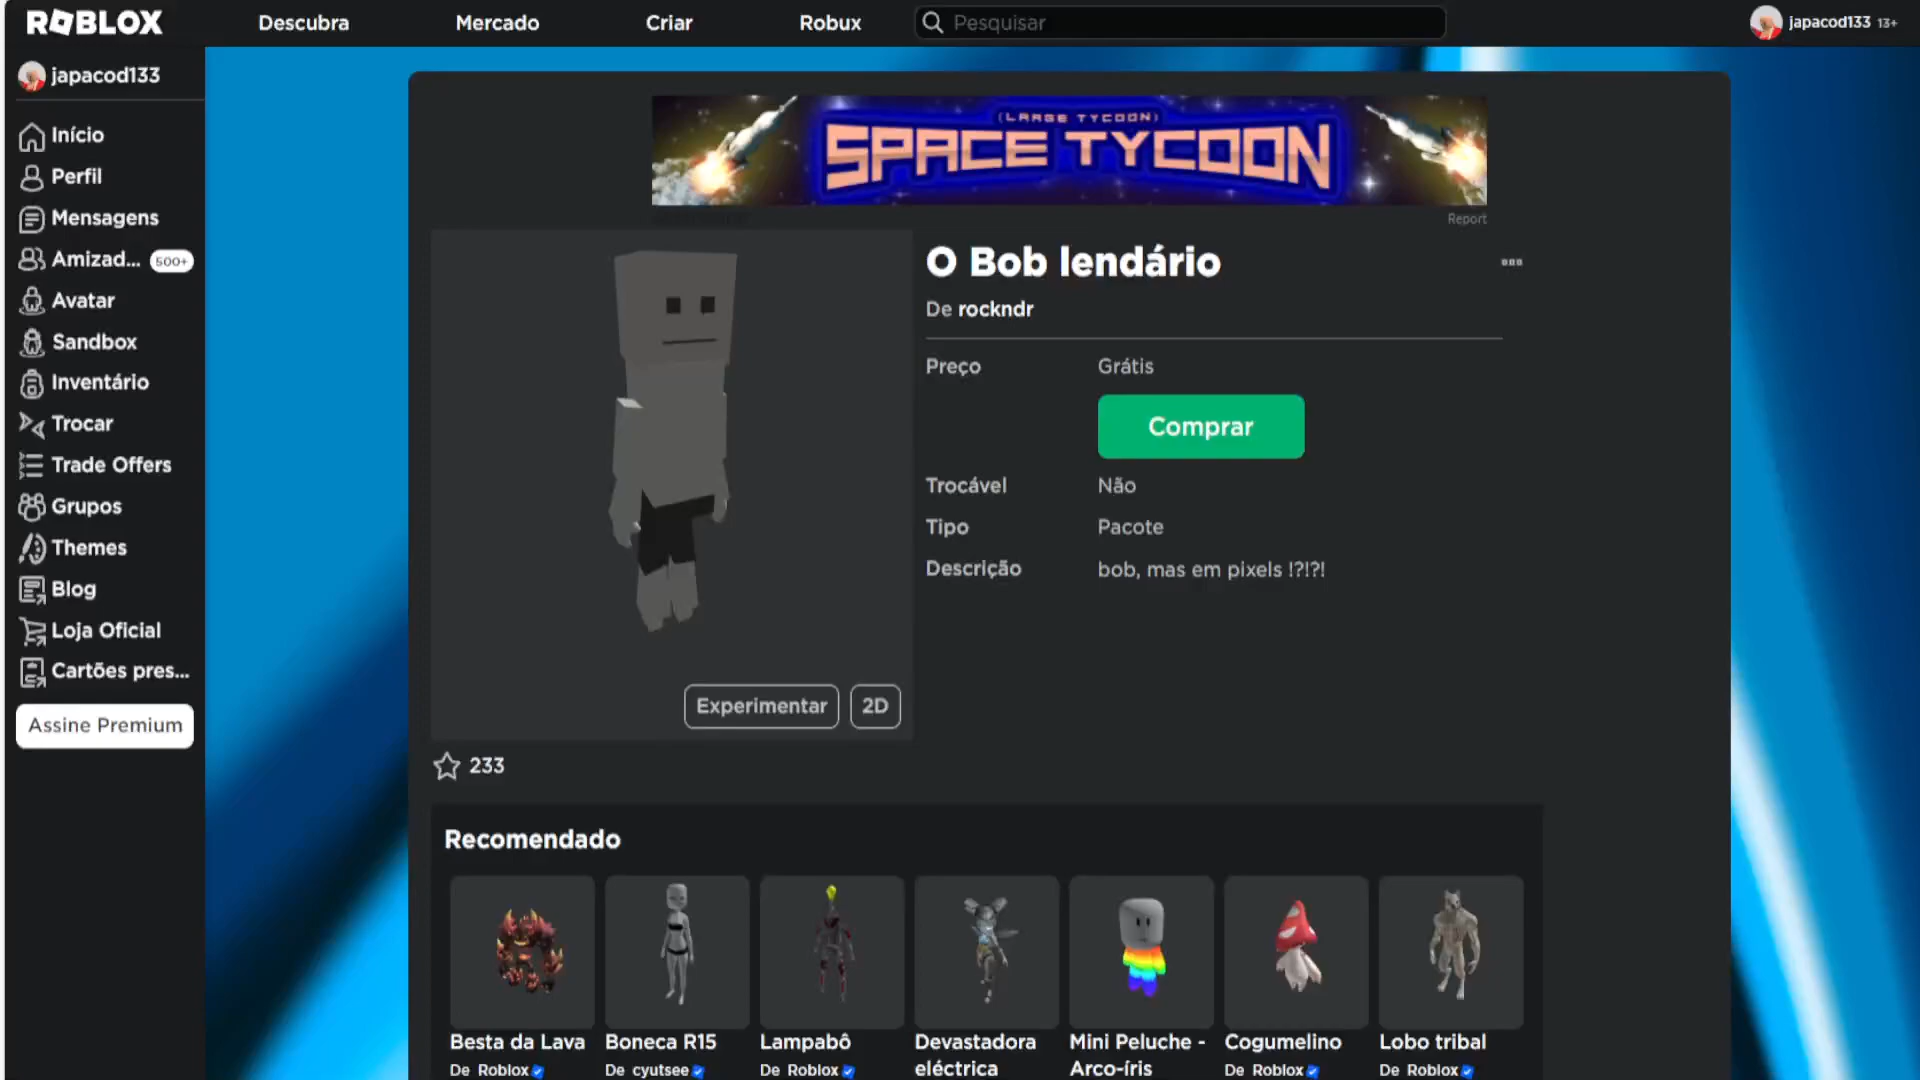 ROBLOX
Descubra
Mercado
Criar
Robux
Pesquisar
japacod133 13+
japacod133
Início
Perfil
Mensagens
Amizad... 500+
Avatar
Sandbox
Inventário
Trocar
Trade Offers
Grupos
Themes
Blog
Loja Oficial
Cartões pres...
Assine Premium
(LARGE TYCOON)
SPACE TYCOON
Report
O Bob lendário
De rockndr
Preço Grátis
Comprar
Trocável Não
Tipo Pacote
Descrição bob, mas em pixels !?!?!
Experimentar 2D
233
Recomendado
Besta da Lava
De Roblox
Boneca R15
De cyutsee
Lampabô
De Roblox
Devastadora
eléctrica
Mini Peluche -
Arco-íris
Cogumelino
De Roblox
Lobo tribal
De Roblox